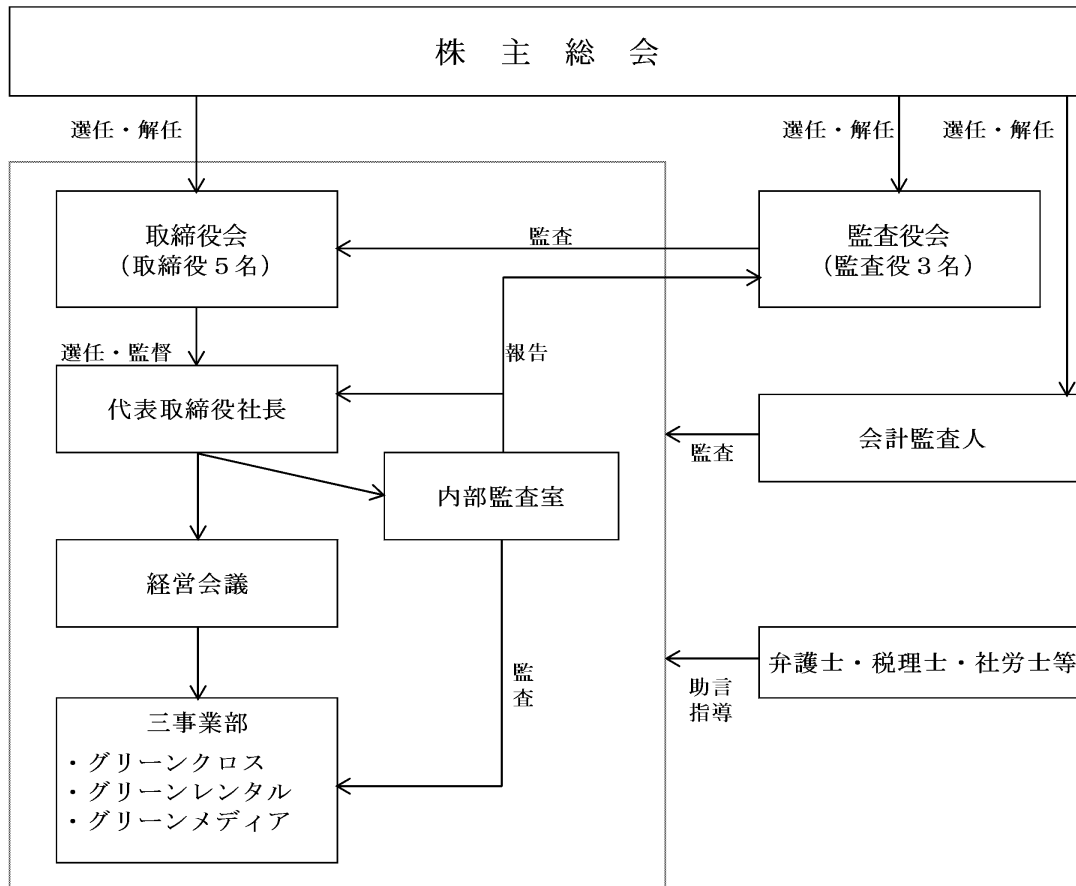 株主総会
選任・解任
選任・解任
選任・解任
取締役会
（取締役５名）
監査
監査役会
（監査役３名）
選任・監督
報告
代表取締役社長
会計監査人
監査
内部監査室
経営会議
弁護士・税理士・社労士等
助言
指導
監査
三事業部
・グリーンクロス
・グリーンレンタル
・グリーンメディア